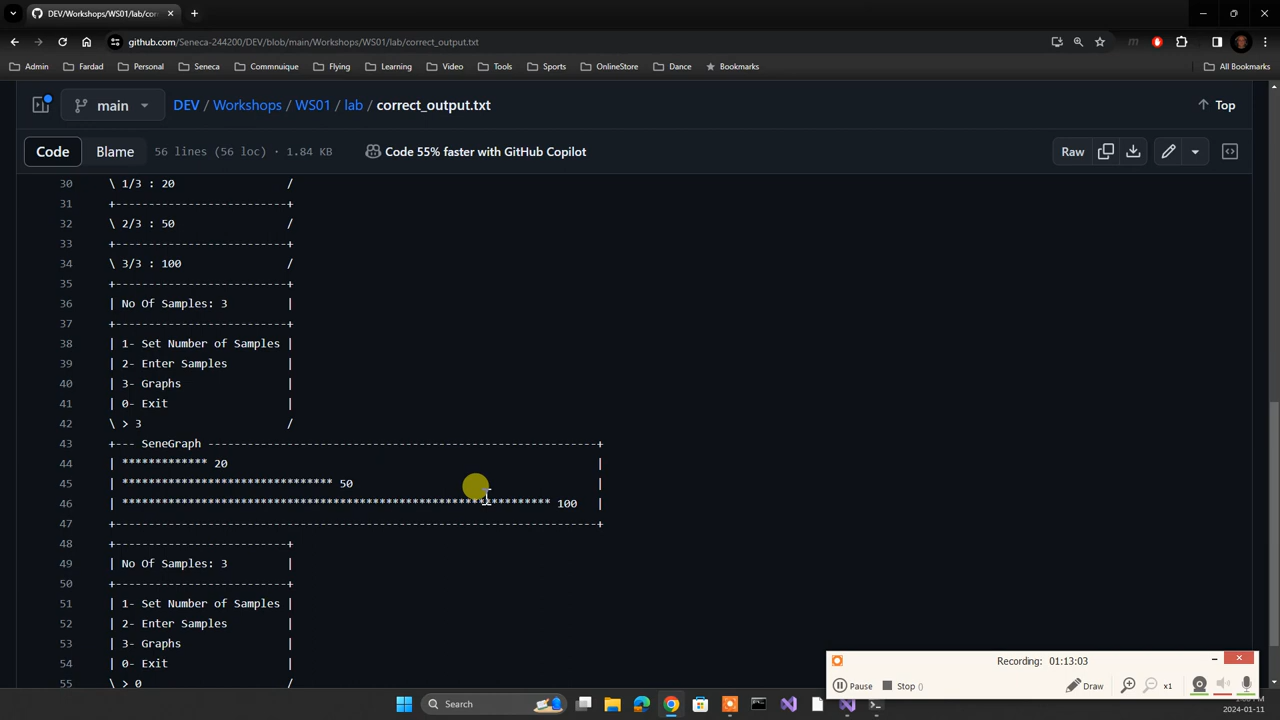 DEV/Workshops/WS01/lab/cor
github.com/Seneca-244200/DEV/blob/main/Workshops/WS01/lab/correct_output.txt
Admin Fardad Personal Seneca Commnuique Flying Learning Video Tools Sports OnlineStore Dance Bookmarks All Bookmarks
main DEV / Workshops / WS01 / lab / correct_output.txt Top
Code Blame 56 lines (56 loc) · 1.84 KB Code 55% faster with GitHub Copilot Raw
30 \ 1/3 : 20 /
31 +--------------------------+
32 \ 2/3 : 50 /
33 +--------------------------+
34 \ 3/3 : 100 /
35 +--------------------------+
36 | No Of Samples: 3 |
37 +--------------------------+
38 | 1- Set Number of Samples |
39 | 2- Enter Samples |
40 | 3- Graphs |
41 | 0- Exit |
42 \ > 3 /
43 +--- SeneGraph -----------------------------------------------------------+
44 | ************* 20 |
45 | ******************************** 50 |
46 | ***************************************************************** 100 |
47 +-------------------------------------------------------------------------+
48 +--------------------------+
49 | No Of Samples: 3 |
50 +--------------------------+
51 | 1- Set Number of Samples |
52 | 2- Enter Samples |
53 | 3- Graphs |
54 | 0- Exit |
55 \ > 0 /
Recording: 01:13:03
Pause Stop () Draw x1
Search
2024-01-11